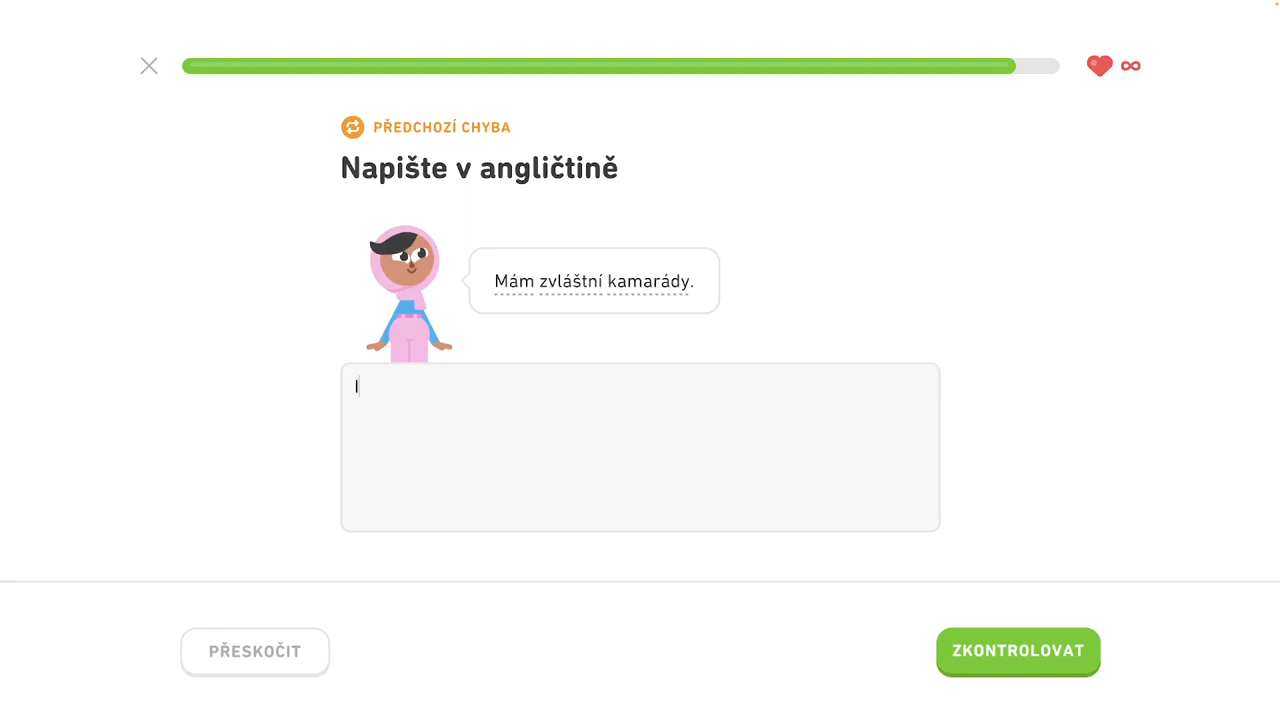 PŘEDCHOZÍ CHYBA
Napište v angličtině
Mám zvláštní kamarády.
I
PŘESKOČIT
ZKONTROLOVAT